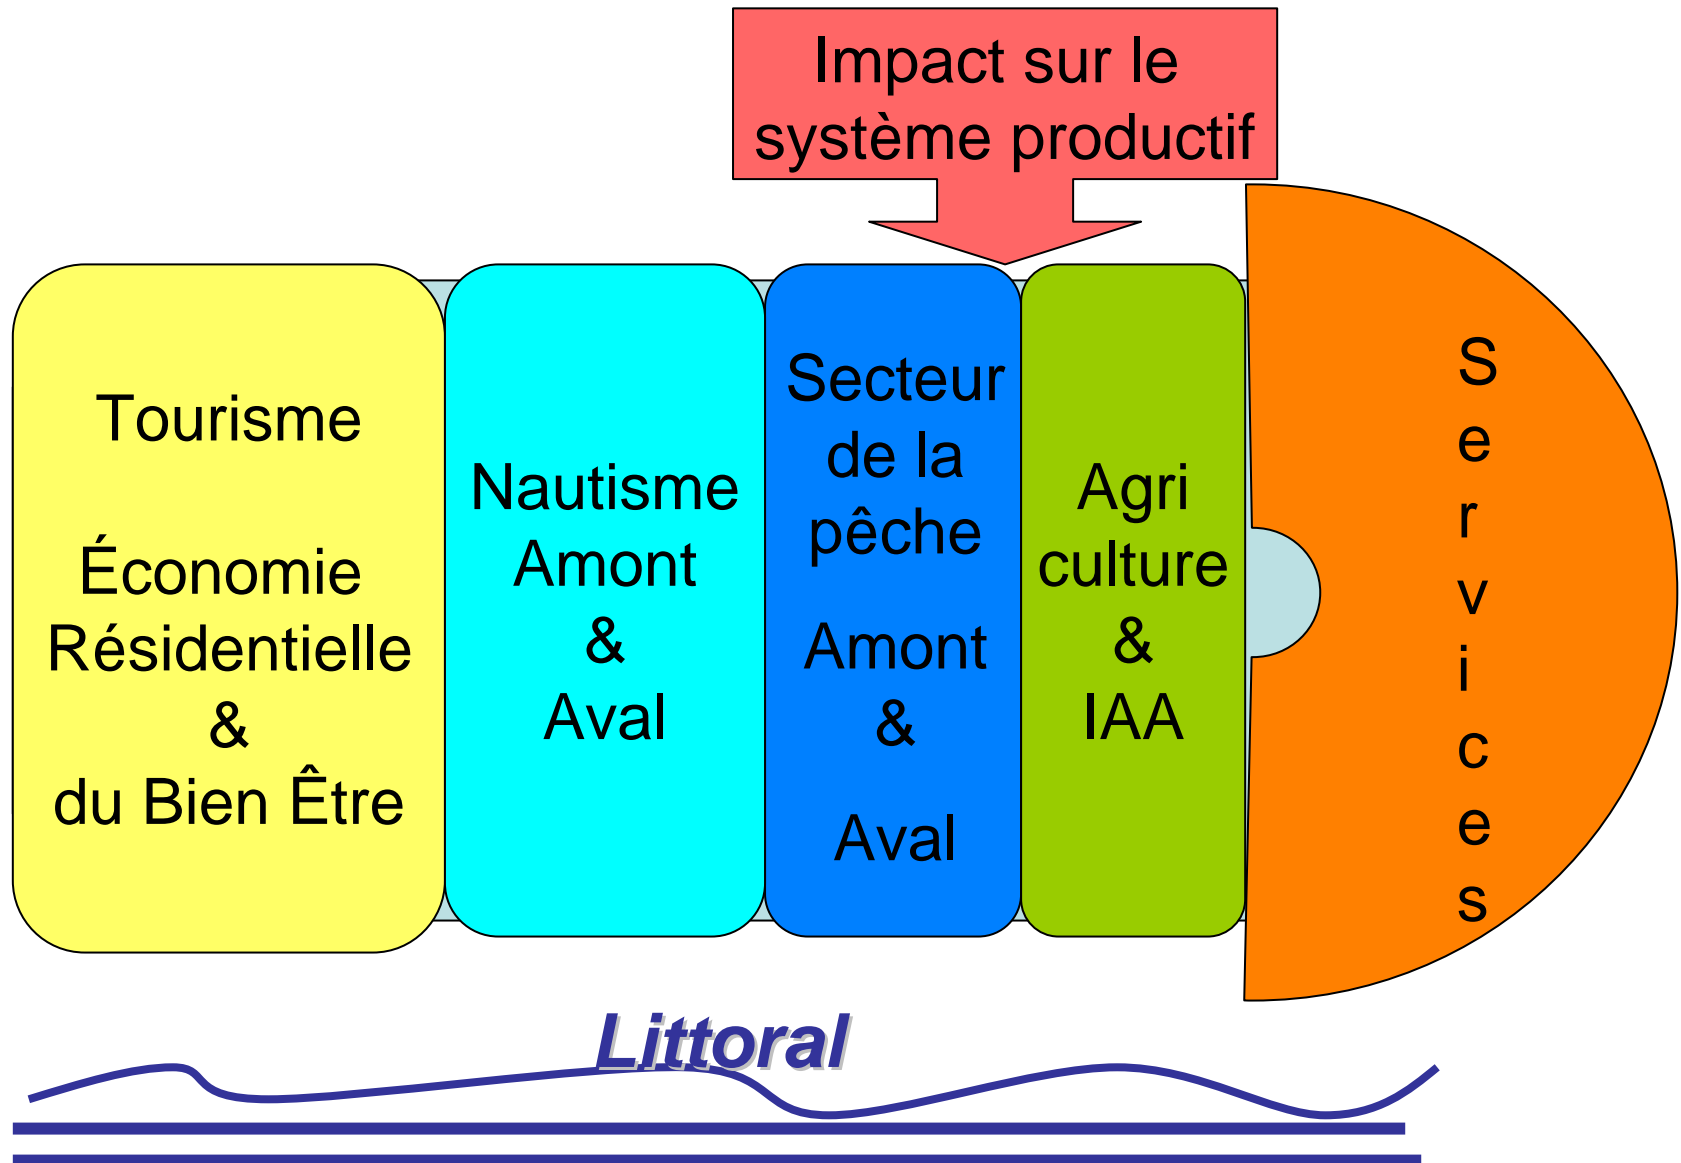 Impact sur le
système productif
Tourisme
Économie
Résidentielle
&
du Bien Être
Nautisme
Amont
&
Aval
Secteur
de la
pêche
Amont
&
Aval
Agri
culture
&
IAA
S
e
r
v
i
c
e
s
Littoral